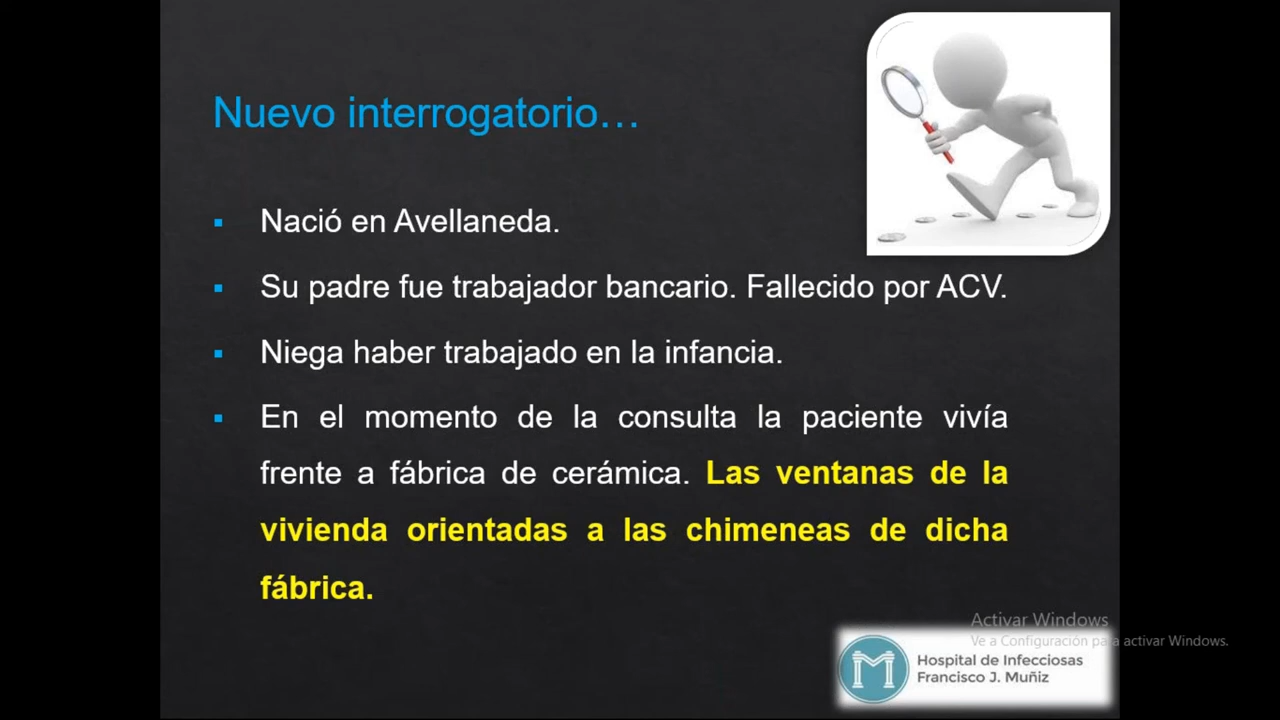 Nuevo interrogatorio…
▪ Nació en Avellaneda.
▪ Su padre fue trabajador bancario. Fallecido por ACV.
▪ Niega haber trabajado en la infancia.
▪ En el momento de la consulta la paciente vivía
frente a fábrica de cerámica. Las ventanas de la
vivienda orientadas a las chimeneas de dicha
fábrica.
Activar Windows
Ve a Configuración para activar Windows.
Hospital de Infecciosas
Francisco J. Muñiz